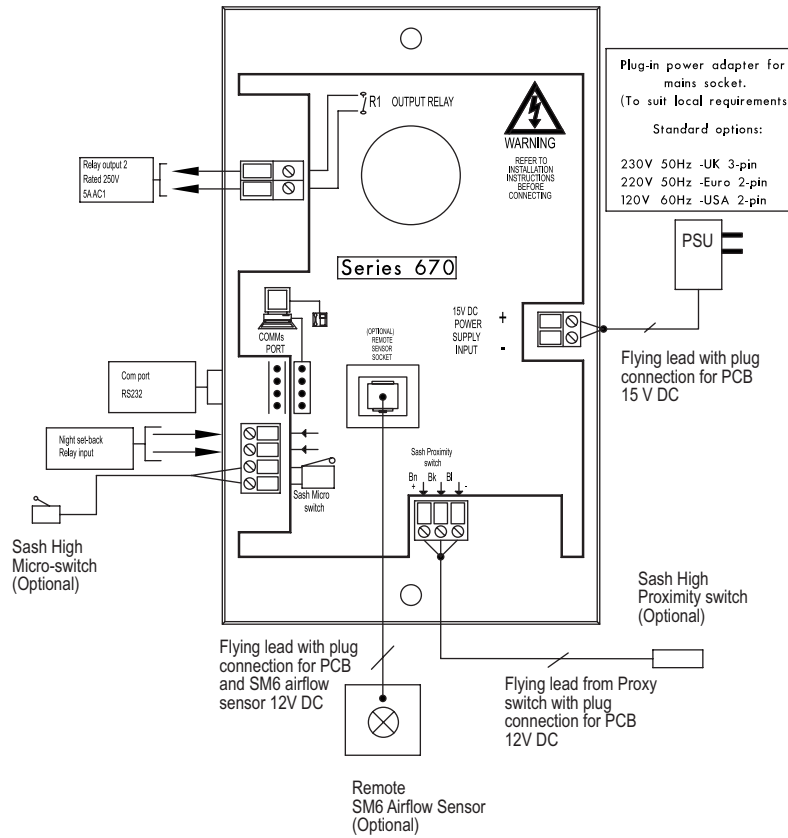 R1 OUTPUT RELAY
WARNING
REFER TO
INSTALLATION
INSTRUCTIONS
BEFORE
CONNECTING
Plug-in power adapter for
mains socket.
(To suit local requirements
Standard options:
230V 50Hz -UK 3-pin
220V 50Hz -Euro 2-pin
120V 60Hz -USA 2-pin
PSU
Relay output 2
Rated 250V
5A AC1
Series 670
COMMs
PORT
(OPTIONAL)
REMOTE
SENSOR
SOCKET
15V DC
POWER
SUPPLY
INPUT
+
-
Flying lead with plug
connection for PCB
15 V DC
Com port
RS232
Night set-back
Relay input
Sash Micro
switch
Sash Proximity
switch
Bn Bk Bl
+ -
Sash High
Micro-switch
(Optional)
Sash High
Proximity switch
(Optional)
Flying lead with plug
connection for PCB
and SM6 airflow
sensor 12V DC
Flying lead from Proxy
switch with plug
connection for PCB
12V DC
Remote
SM6 Airflow Sensor
(Optional)